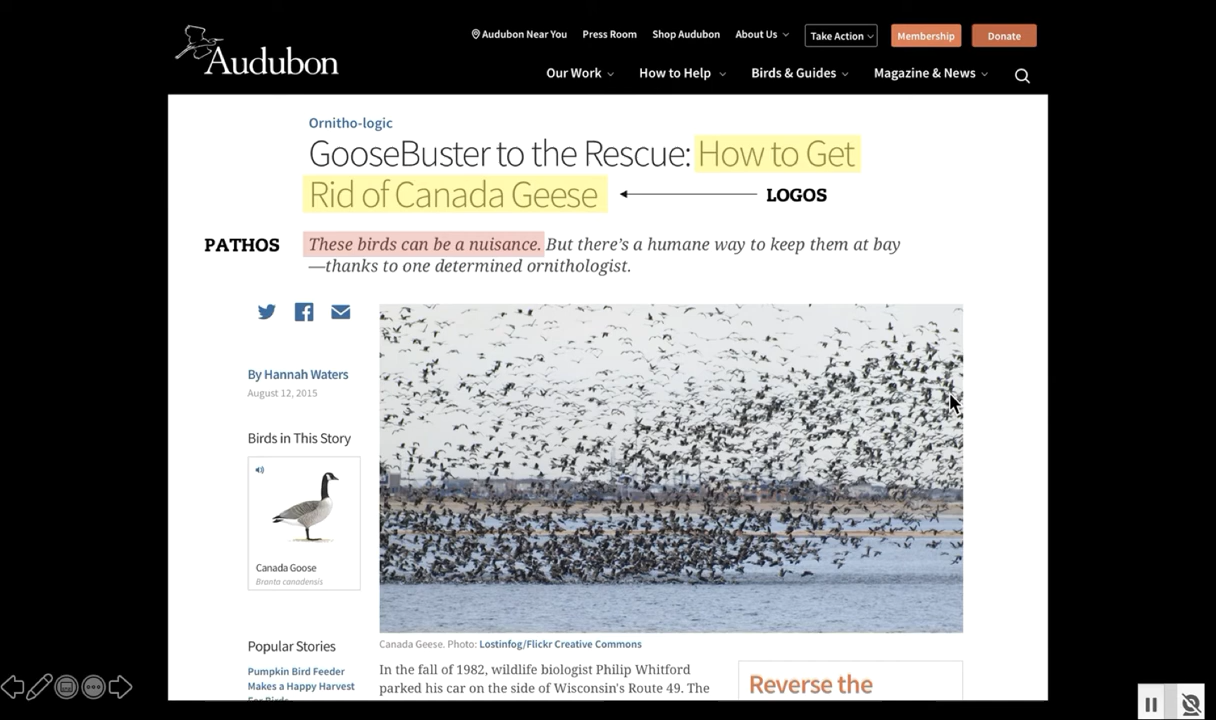 Audubon
Audubon Near You Press Room Shop Audubon About Us Take Action Membership Donate
Our Work How to Help Birds & Guides Magazine & News
Ornitho-logic
GooseBuster to the Rescue: How to Get
Rid of Canada Geese
LOGOS
PATHOS
These birds can be a nuisance. But there's a humane way to keep them at bay
—thanks to one determined ornithologist.
By Hannah Waters
August 12, 2015
Birds in This Story
Canada Goose
Branta canadensis
Popular Stories
Pumpkin Bird Feeder
Makes a Happy Harvest
For Birds
Canada Geese. Photo: Lostinfog/Flickr Creative Commons
In the fall of 1982, wildlife biologist Philip Whitford
parked his car on the side of Wisconsin's Route 49. The
Reverse the